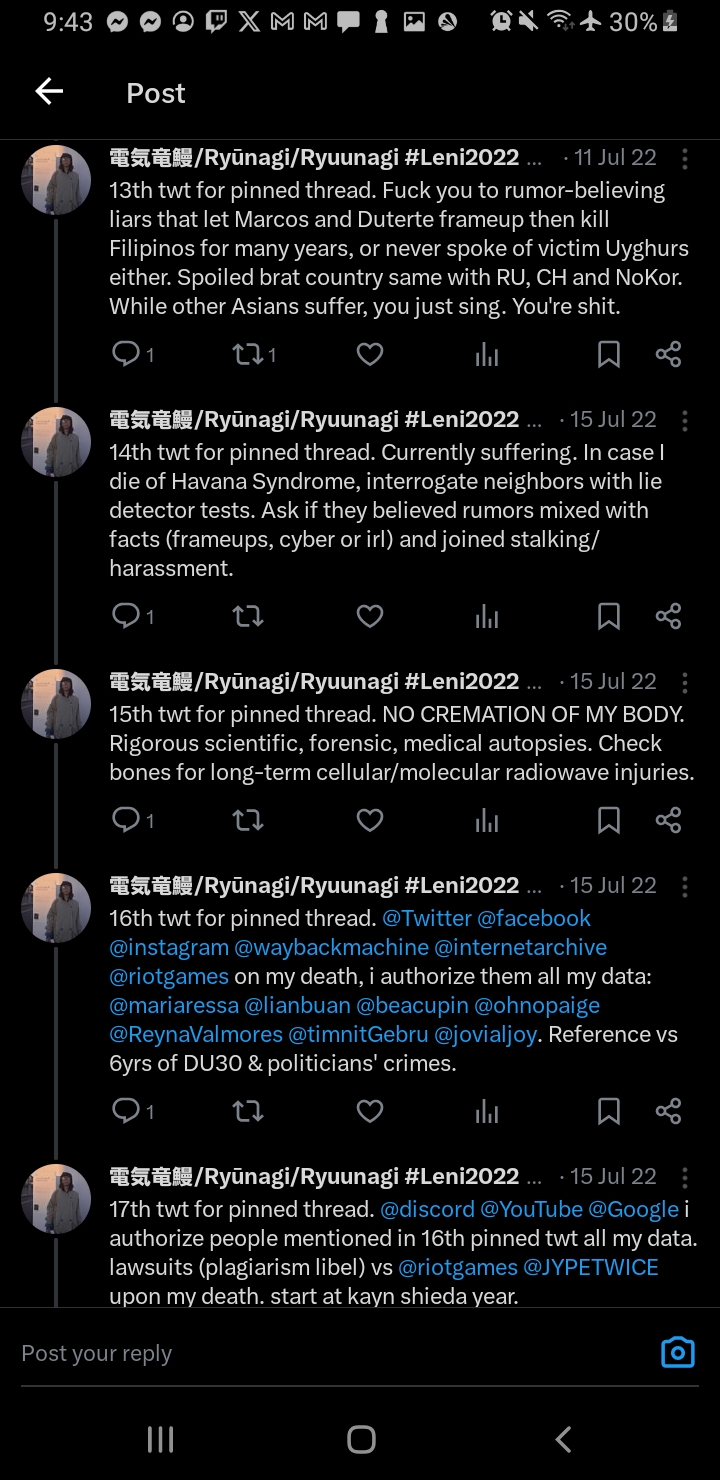 9:43 30%
Post
電気竜鰻/Ryūnagi/Ryuunagi #Leni2022 ... · 11 Jul 22
13th twt for pinned thread. Fuck you to rumor-believing
liars that let Marcos and Duterte frameup then kill
Filipinos for many years, or never spoke of victim Uyghurs
either. Spoiled brat country same with RU, CH and NoKor.
While other Asians suffer, you just sing. You're shit.
1 1
電気竜鰻/Ryūnagi/Ryuunagi #Leni2022 ... · 15 Jul 22
14th twt for pinned thread. Currently suffering. In case I
die of Havana Syndrome, interrogate neighbors with lie
detector tests. Ask if they believed rumors mixed with
facts (frameups, cyber or irl) and joined stalking/
harassment.
1
電気竜鰻/Ryūnagi/Ryuunagi #Leni2022 ... · 15 Jul 22
15th twt for pinned thread. NO CREMATION OF MY BODY.
Rigorous scientific, forensic, medical autopsies. Check
bones for long-term cellular/molecular radiowave injuries.
1
電気竜鰻/Ryūnagi/Ryuunagi #Leni2022 ... · 15 Jul 22
16th twt for pinned thread. @Twitter @facebook
@instagram @waybackmachine @internetarchive
@riotgames on my death, i authorize them all my data:
@mariaressa @lianbuan @beacupin @ohnopaige
@ReynaValmores @timnitGebru @jovialjoy. Reference vs
6yrs of DU30 & politicians' crimes.
1
電気竜鰻/Ryūnagi/Ryuunagi #Leni2022 ... · 15 Jul 22
17th twt for pinned thread. @discord @YouTube @Google i
authorize people mentioned in 16th pinned twt all my data.
lawsuits (plagiarism libel) vs @riotgames @JYPETWICE
upon my death. start at kayn shieda year.
Post your reply